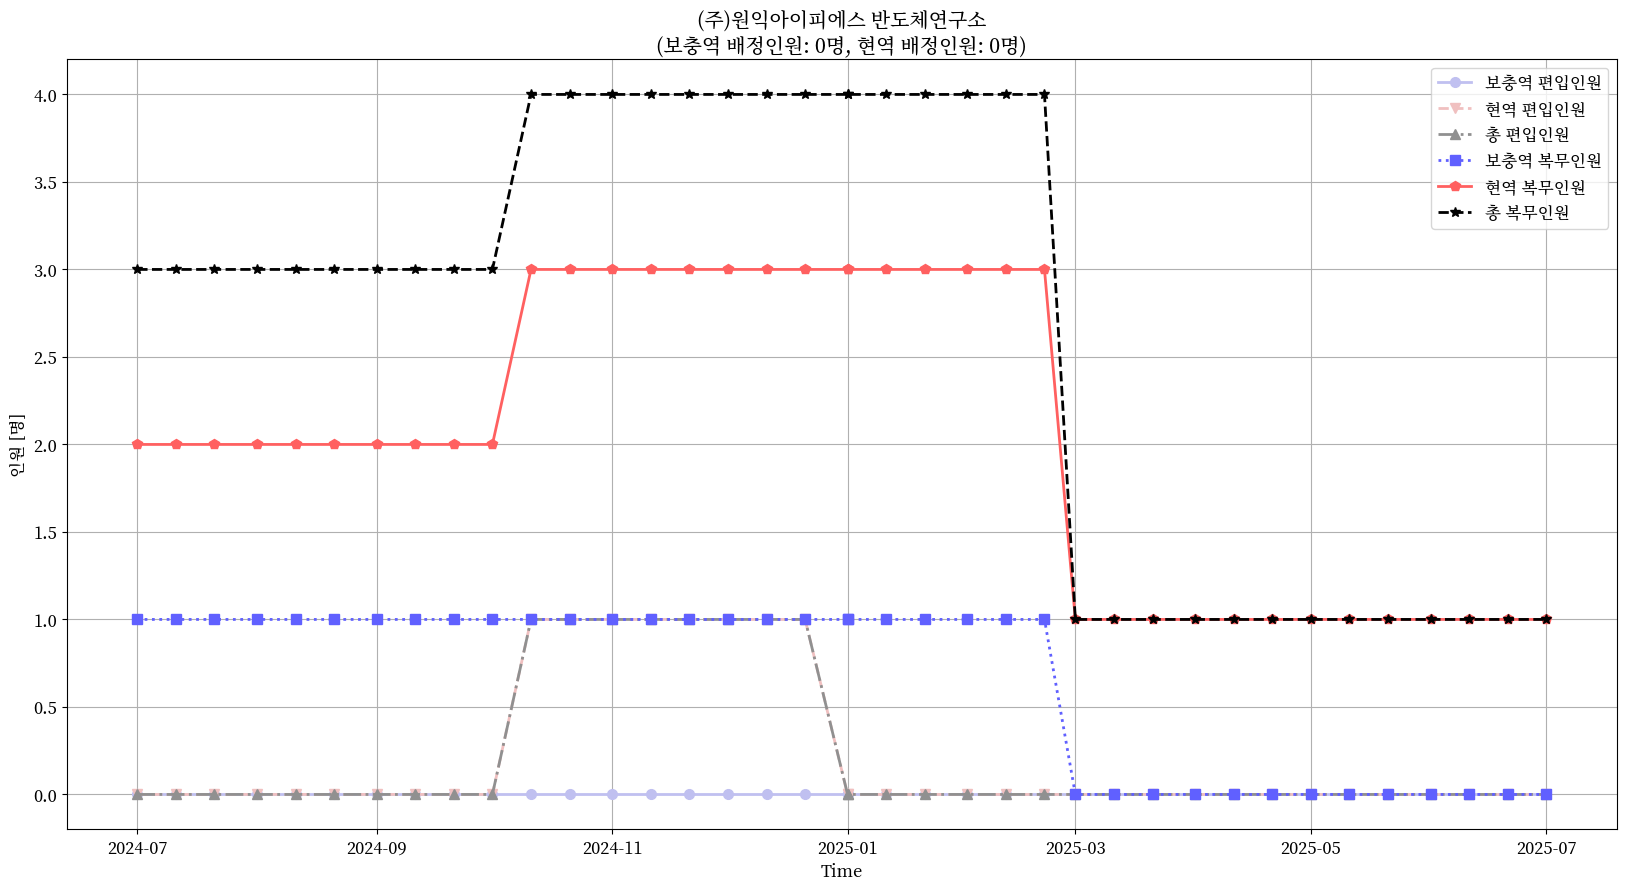 (주)원익아이피에스 반도체연구소
(보충역 배정인원: 0명, 현역 배정인원: 0명)
보충역 편입인원
현역 편입인원
총 편입인원
보충역 복무인원
현역 복무인원
총 복무인원
인원 [명]
4.0
3.5
3.0
2.5
2.0
1.5
1.0
0.5
0.0
2024-07
2024-09
2024-11
2025-01
2025-03
2025-05
2025-07
Time